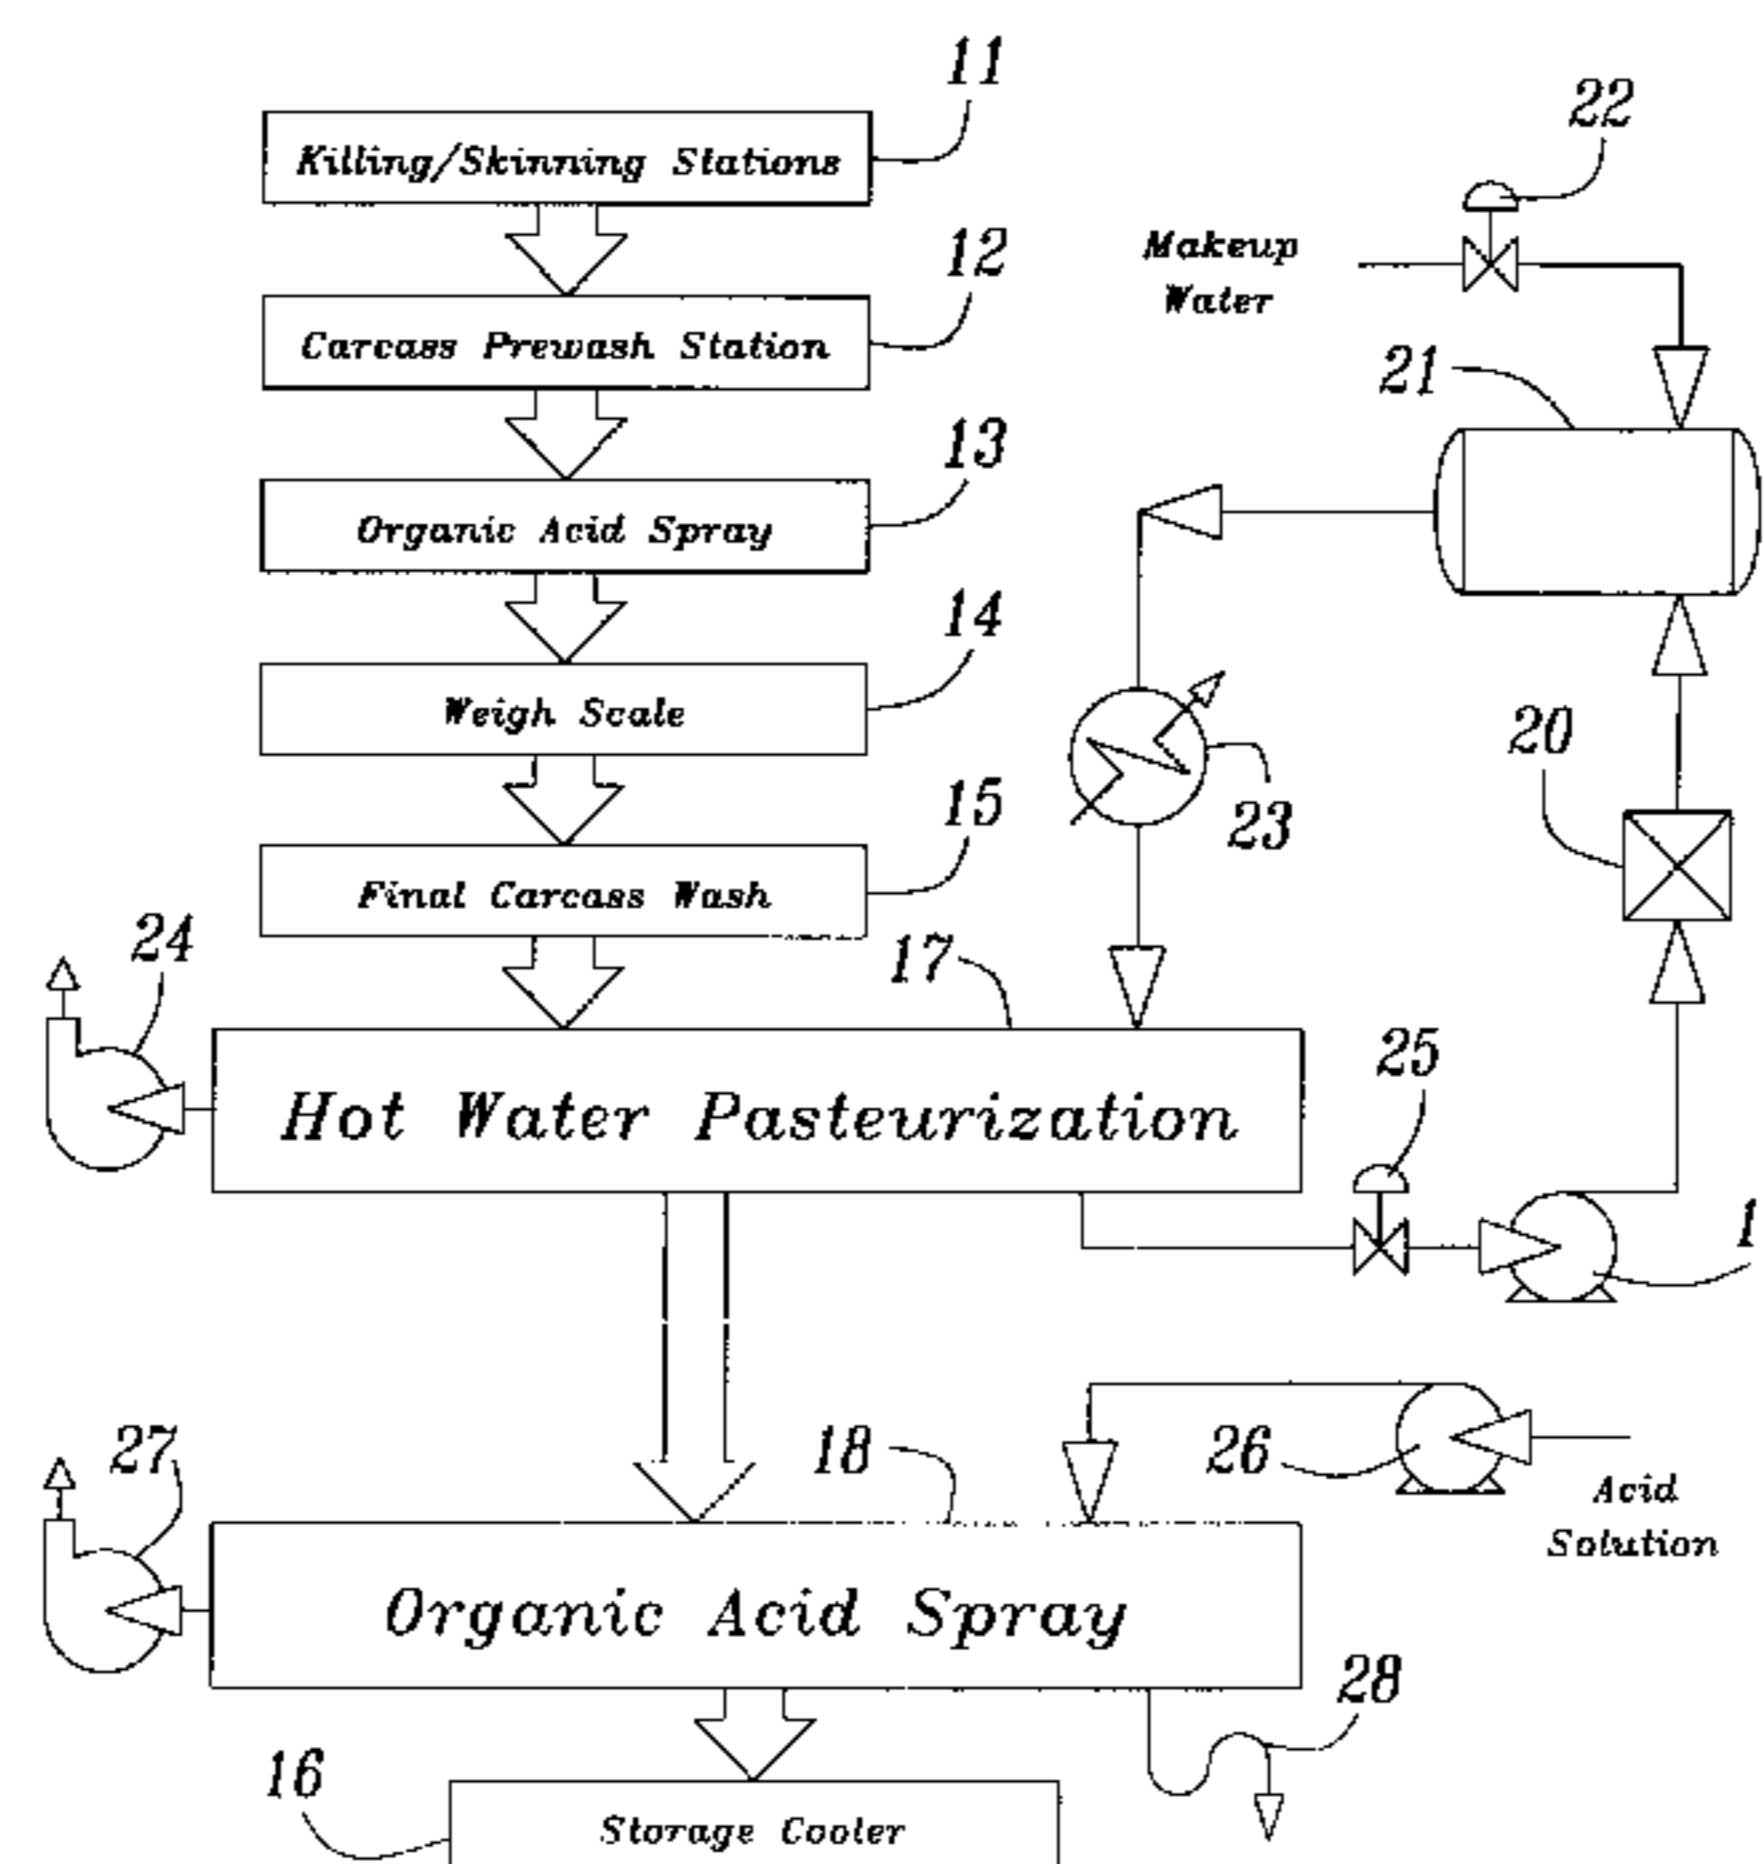 11
Killing/Skinning Stations
22
12
Makeup
Water
Carcass Prewash Station
21
13
Organic Acid Spray
14
Weigh Scale
20
23
15
Final Carcass Wash
24
17
Hot Water Pasteurization
25
1
18
26
27
Acid
Solution
Organic Acid Spray
28
16
Storage Cooler